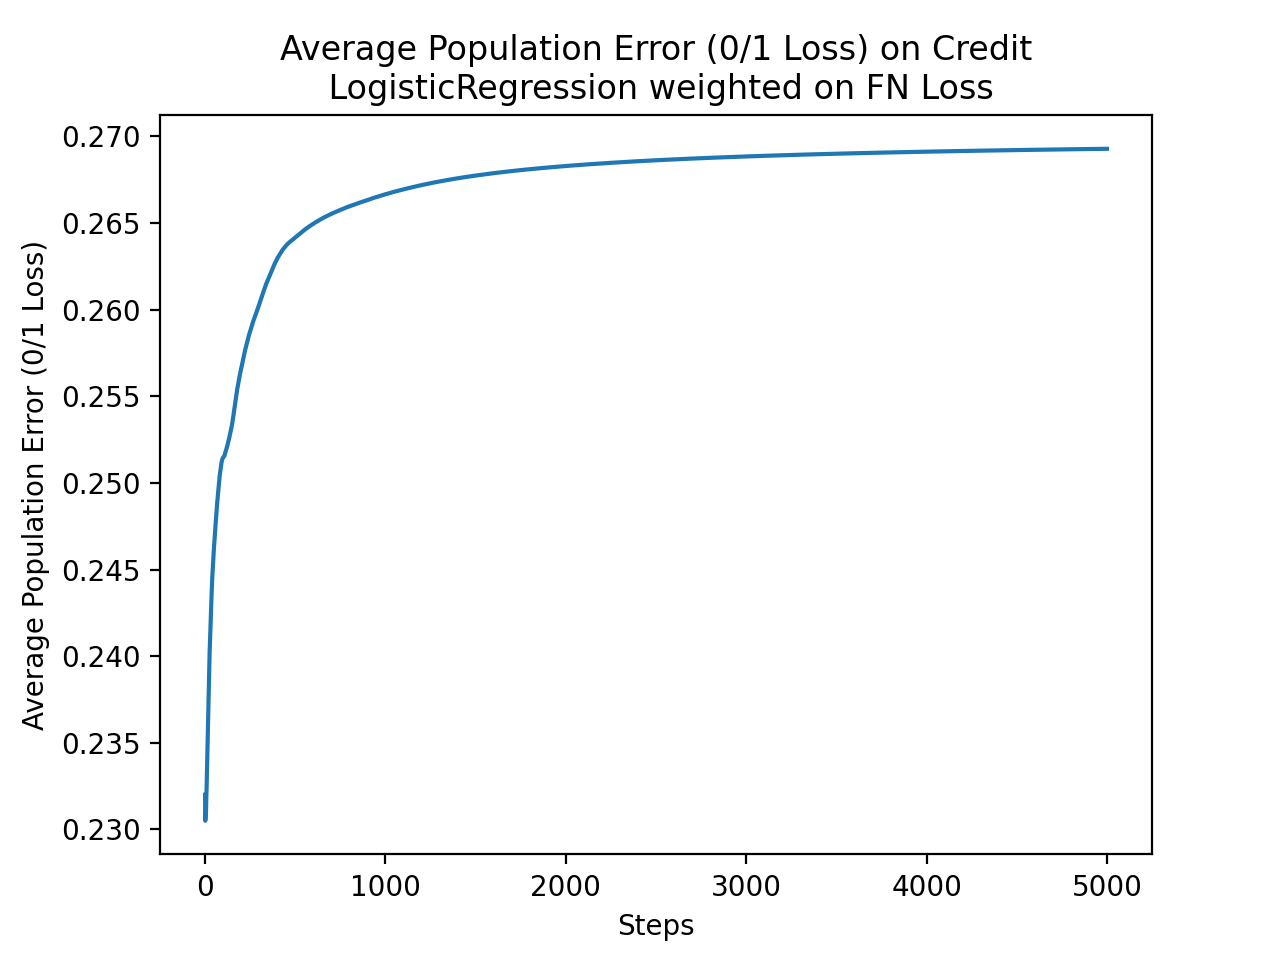 Average Population Error (0/1 Loss) on Credit
LogisticRegression weighted on FN Loss
Average Population Error (0/1 Loss)
0.270
0.265
0.260
0.255
0.250
0.245
0.240
0.235
0.230
0 1000 2000 3000 4000 5000
Steps